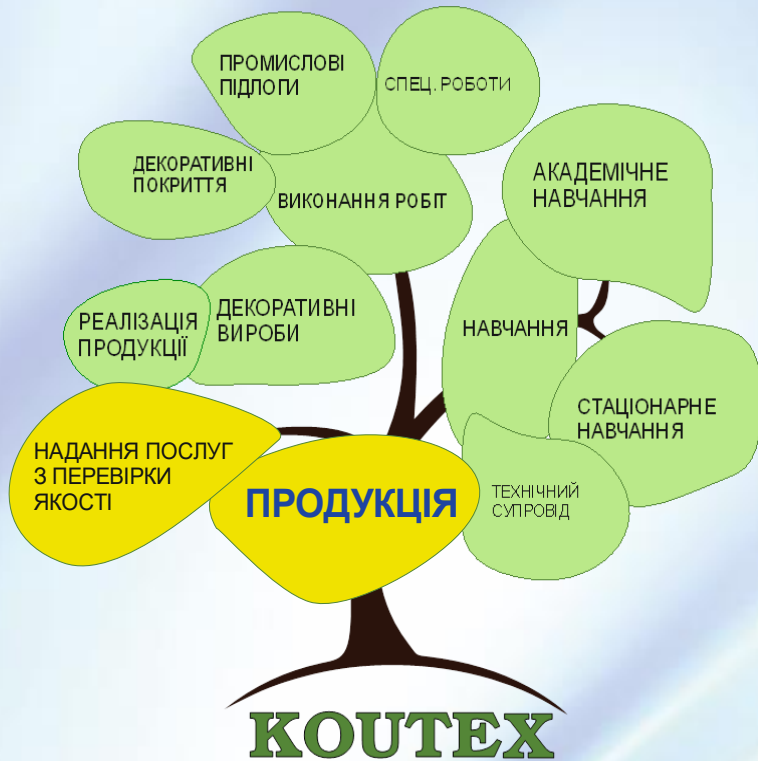 ПРОМИСЛОВІ
ПІДЛОГИ
СПЕЦ. РОБОТИ
ДЕКОРАТИВНІ
ПОКРИТТЯ
ВИКОНАННЯ РОБІТ
АКАДЕМІЧНЕ
НАВЧАННЯ
РЕАЛІЗАЦІЯ
ПРОДУКЦІЇ
ДЕКОРАТИВНІ
ВИРОБИ
НАВЧАННЯ
СТАЦІОНАРНЕ
НАВЧАННЯ
НАДАННЯ ПОСЛУГ
З ПЕРЕВІРКИ
ЯКОСТІ
ПРОДУКЦІЯ
ТЕХНІЧНИЙ
СУПРОВІД
KOUTEX